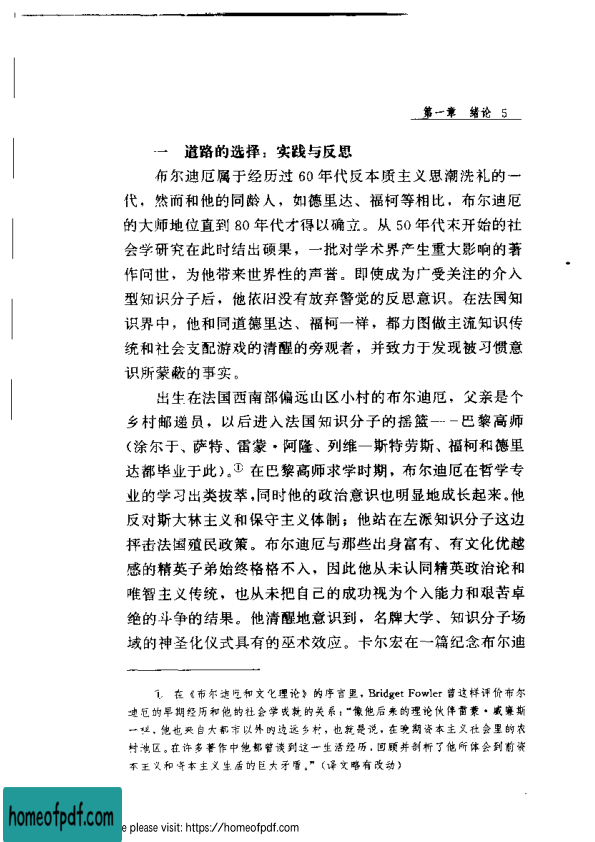 第一章 绪论 5
一 道路的选择：实践与反思
布尔迪厄属于经历过 60 年代反本质主义思潮洗礼的一
代，然而和他的同龄人，如德里达、福柯等相比，布尔迪厄
的大师地位直到 80 年代才得以确立。从 50 年代末开始的社
会学研究在此时结出硕果，一批对学术界产生重大影响的著
作问世，为他带来世界性的声誉。即使成为广受关注的介入
型知识分子后，他依旧没有放弃警觉的反思意识。在法国知
识界中，他和同道德里达、福柯一样，都力图做主流知识传
统和社会支配游戏的清醒的旁观者，并致力于发现被习惯意
识所蒙蔽的事实。
出生在法国西南部偏远山区小村的布尔迪厄，父亲是个
乡村邮递员，以后进入法国知识分子的摇篮——巴黎高师
（涂尔干、萨特、雷蒙·阿隆、列维—斯特劳斯、福柯和德里
达都毕业于此）。① 在巴黎高师求学时期，布尔迪厄在哲学专
业的学习出类拔萃，同时他的政治意识也明显地成长起来。他
反对斯大林主义和保守主义体制；他站在左派知识分子这边
抨击法国殖民政策。布尔迪厄与那些出身富有、有文化优越
感的精英子弟始终格格不入，因此他从未认同精英政治论和
唯智主义传统，也从未把自己的成功视为个人能力和艰苦卓
绝的斗争的结果。他清醒地意识到，名牌大学、知识分子场
域的神圣化仪式具有的巫术效应。卡尔宏在一篇纪念布尔迪
① 在《布尔迪厄和文化理论》的序言里，Bridget Fowler 曾这样评价布尔
迪厄的早期经历和他的社会学成就的关系：“像他后来的理论伙伴雷蒙·威廉斯
一样，他也来自大都市以外的边远乡村，也就是说，在晚期资本主义社会里的农
村地区。在许多著作中他都曾谈到这一生活经历，回顾并剖析了他所体会到前资
本主义和资本主义生活的巨大矛盾。”（译文略有改动）
homeofpdf.com
e please visit: https://homeofpdf.com